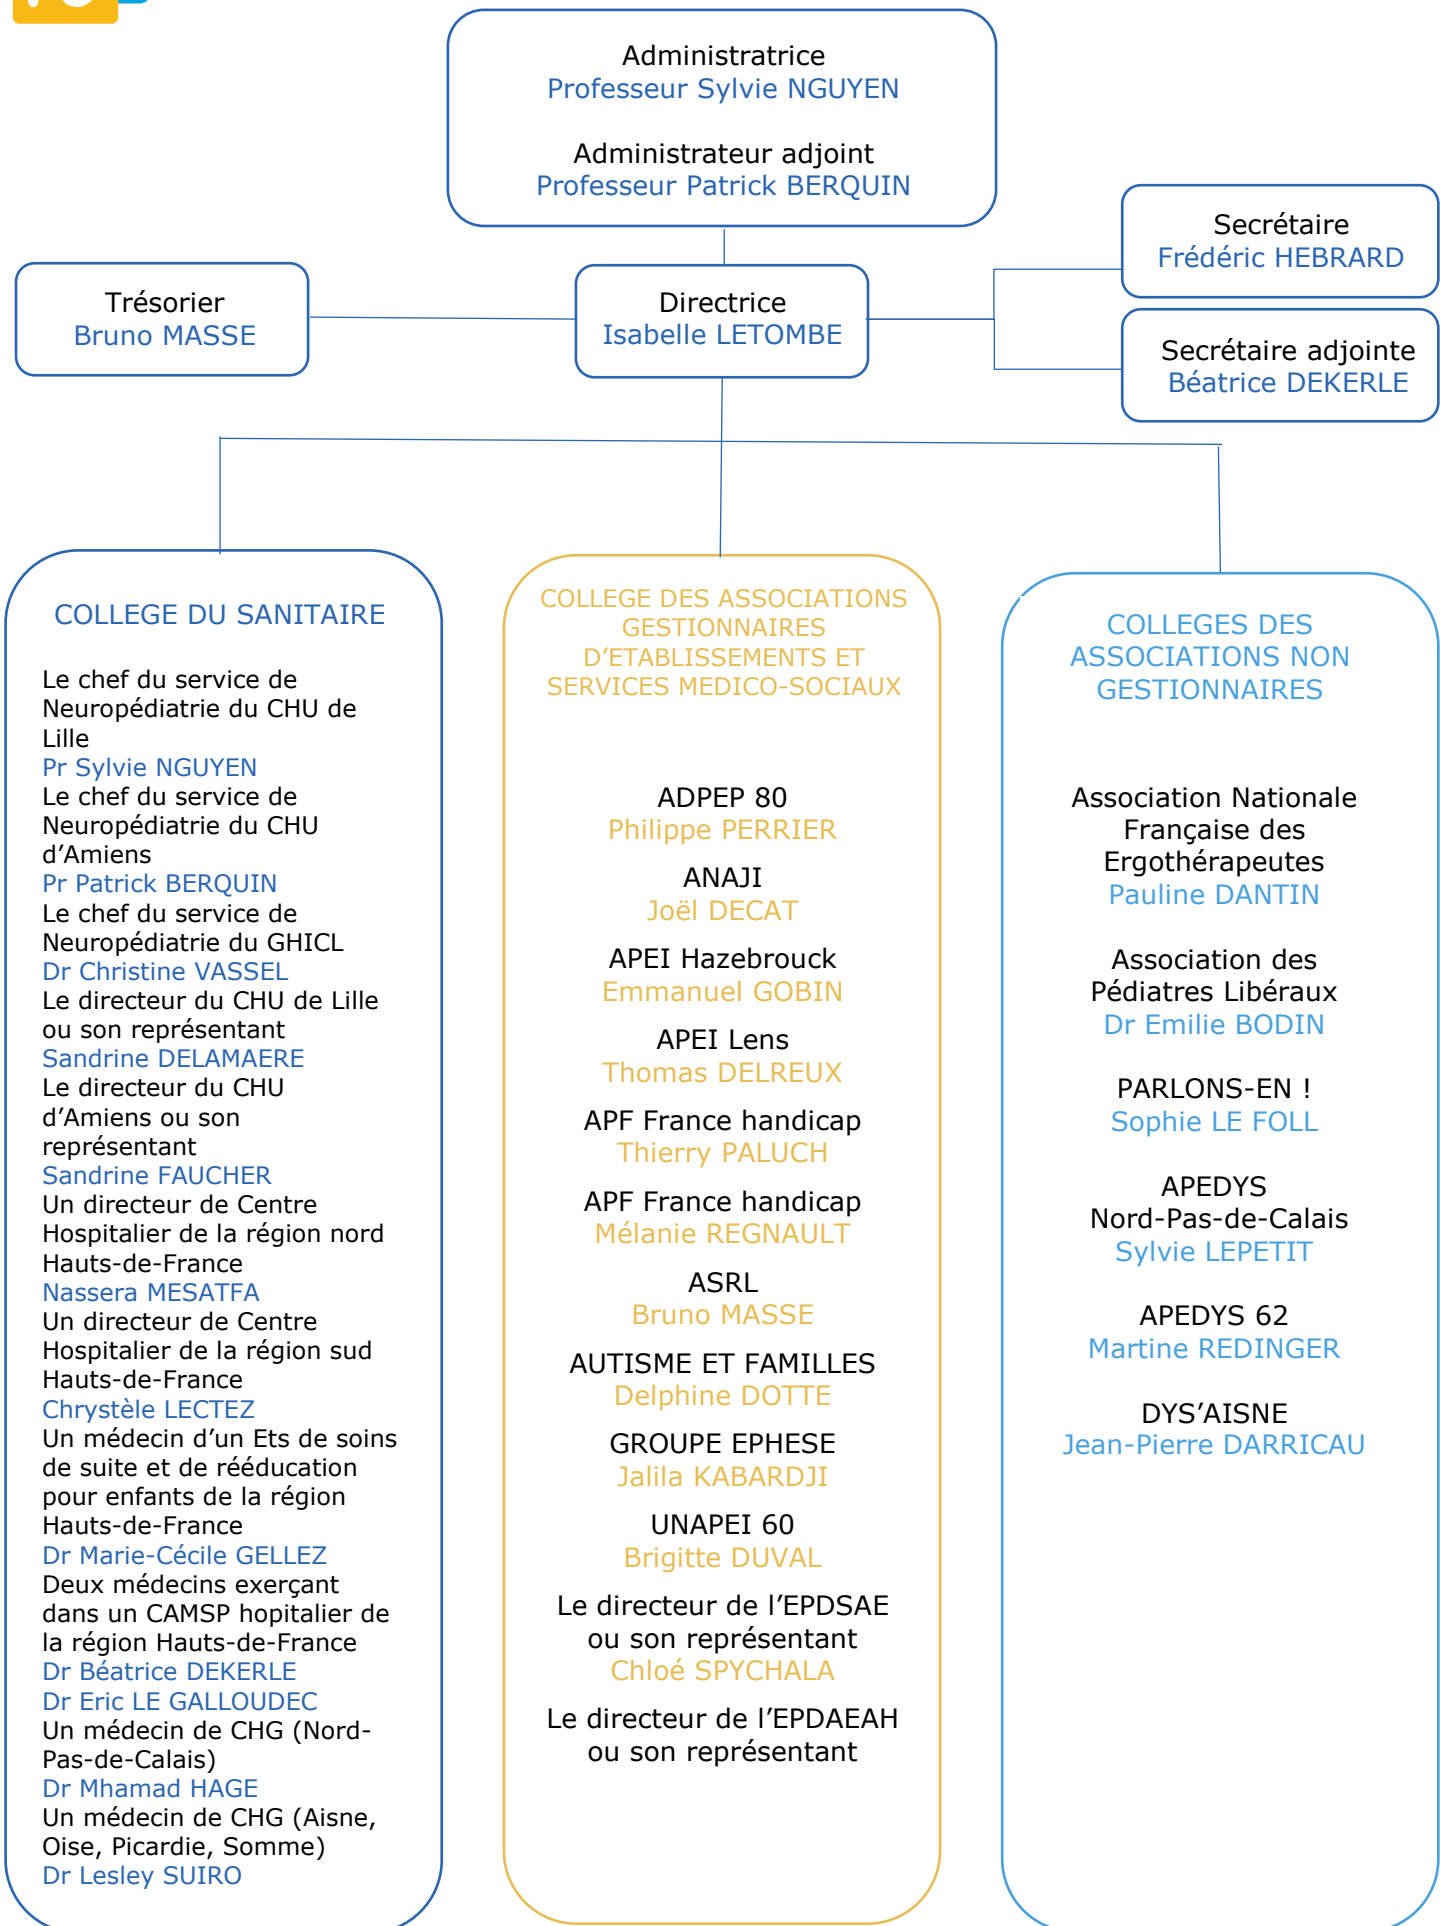 Administratrice
Professeur Sylvie NGUYEN
Administrateur adjoint
Professeur Patrick BERQUIN
Secrétaire
Frédéric HEBRARD
Trésorier
Bruno MASSE
Directrice
Isabelle LETOMBE
Secrétaire adjointe
Béatrice DEKERLE
COLLEGE DU SANITAIRE
Le chef du service de
Neuropédiatrie du CHU de
Lille
Pr Sylvie NGUYEN
Le chef du service de
Neuropédiatrie du CHU
d’Amiens
Pr Patrick BERQUIN
Le chef du service de
Neuropédiatrie du GHICL
Dr Christine VASSEL
Le directeur du CHU de Lille
ou son représentant
Sandrine DELAMAERE
Le directeur du CHU
d’Amiens ou son
représentant
Sandrine FAUCHER
Un directeur de Centre
Hospitalier de la région nord
Hauts-de-France
Nassera MESATFA
Un directeur de Centre
Hospitalier de la région sud
Hauts-de-France
Chrystèle LECTEZ
Un médecin d’un Ets de soins
de suite et de rééducation
pour enfants de la région
Hauts-de-France
Dr Marie-Cécile GELLEZ
Deux médecins exerçant
dans un CAMSP hopitalier de
la région Hauts-de-France
Dr Béatrice DEKERLE
Dr Eric LE GALLOUDEC
Un médecin de CHG (Nord-
Pas-de-Calais)
Dr Mhamad HAGE
Un médecin de CHG (Aisne,
Oise, Picardie, Somme)
Dr Lesley SUIRO
COLLEGE DES ASSOCIATIONS
GESTIONNAIRES
D’ETABLISSEMENTS ET
SERVICES MEDICO-SOCIAUX
ADPEP 80
Philippe PERRIER
ANAJI
Joël DECAT
APEI Hazebrouck
Emmanuel GOBIN
APEI Lens
Thomas DELREUX
APF France handicap
Thierry PALUCH
APF France handicap
Mélanie REGNAULT
ASRL
Bruno MASSE
AUTISME ET FAMILLES
Delphine DOTTE
GROUPE EPHESE
Jalila KABARDJI
UNAPEI 60
Brigitte DUVAL
Le directeur de l’EPDSAE
ou son représentant
Chloé SPYCHALA
Le directeur de l’EPDAEAH
ou son représentant
COLLEGES DES
ASSOCIATIONS NON
GESTIONNAIRES
Association Nationale
Française des
Ergothérapeutes
Pauline DANTIN
Association des
Pédiatres Libéraux
Dr Emilie BODIN
PARLONS-EN !
Sophie LE FOLL
APEDYS
Nord-Pas-de-Calais
Sylvie LEPETIT
APEDYS 62
Martine REDINGER
DYS’AISNE
Jean-Pierre DARRICAU